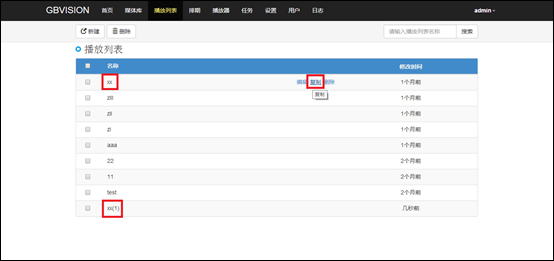 GBVISION 首页 媒体库 播放列表 排期 播放器 任务 设置 用户 日志 admin
新建 删除 请输入播放列表名称 搜索
播放列表
名称 修改时间
xx 编辑 复制 删除 1个月前
复制
zlll 1个月前
zll 1个月前
zl 1个月前
aaa 1个月前
22 2个月前
11 2个月前
test 2个月前
xx(1) 几秒前